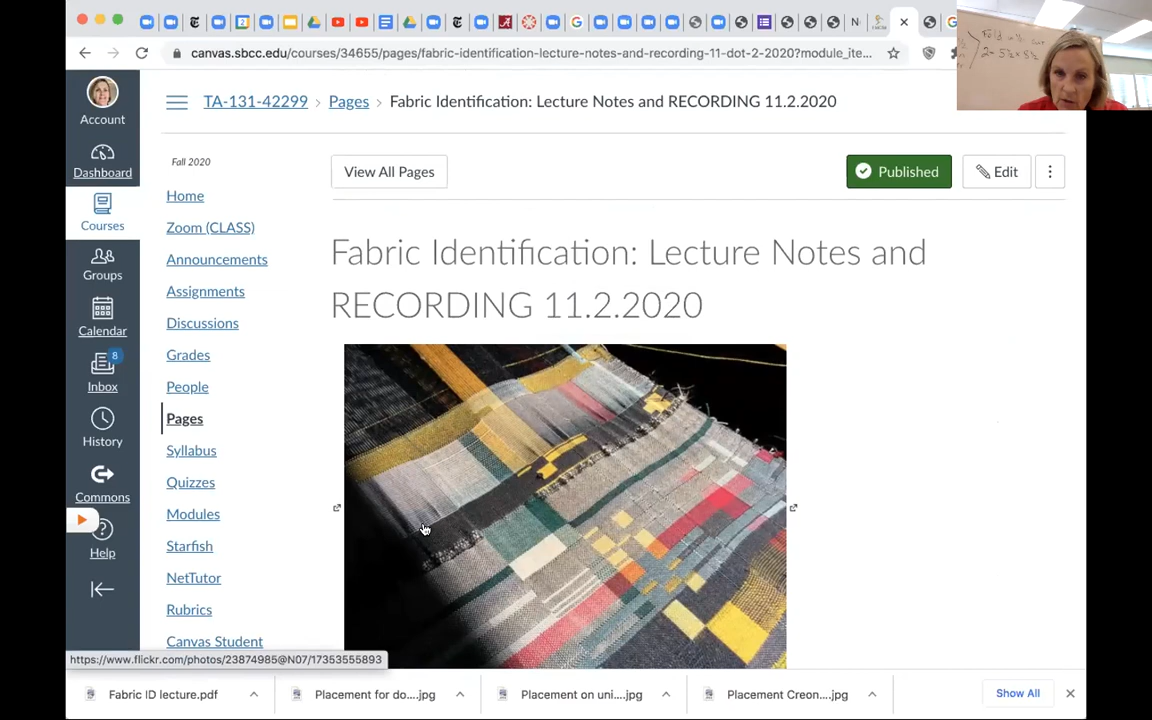 canvas.sbcc.edu/courses/34655/pages/fabric-identification-lecture-notes-and-recording-11-dot-2-2020?module_ite...
TA-131-42299 › Pages › Fabric Identification: Lecture Notes and RECORDING 11.2.2020
Account
Dashboard
Courses
Groups
Calendar
8
Inbox
History
Commons
Help
Fall 2020
Home
Zoom (CLASS)
Announcements
Assignments
Discussions
Grades
People
Pages
Syllabus
Quizzes
Modules
Starfish
NetTutor
Rubrics
Canvas Student
View All Pages
Published
Edit
Fabric Identification: Lecture Notes and
RECORDING 11.2.2020
https://www.flickr.com/photos/23874985@N07/17353555893
Fabric ID lecture.pdf
Placement for do....jpg
Placement on uni....jpg
Placement Creon....jpg
Show All